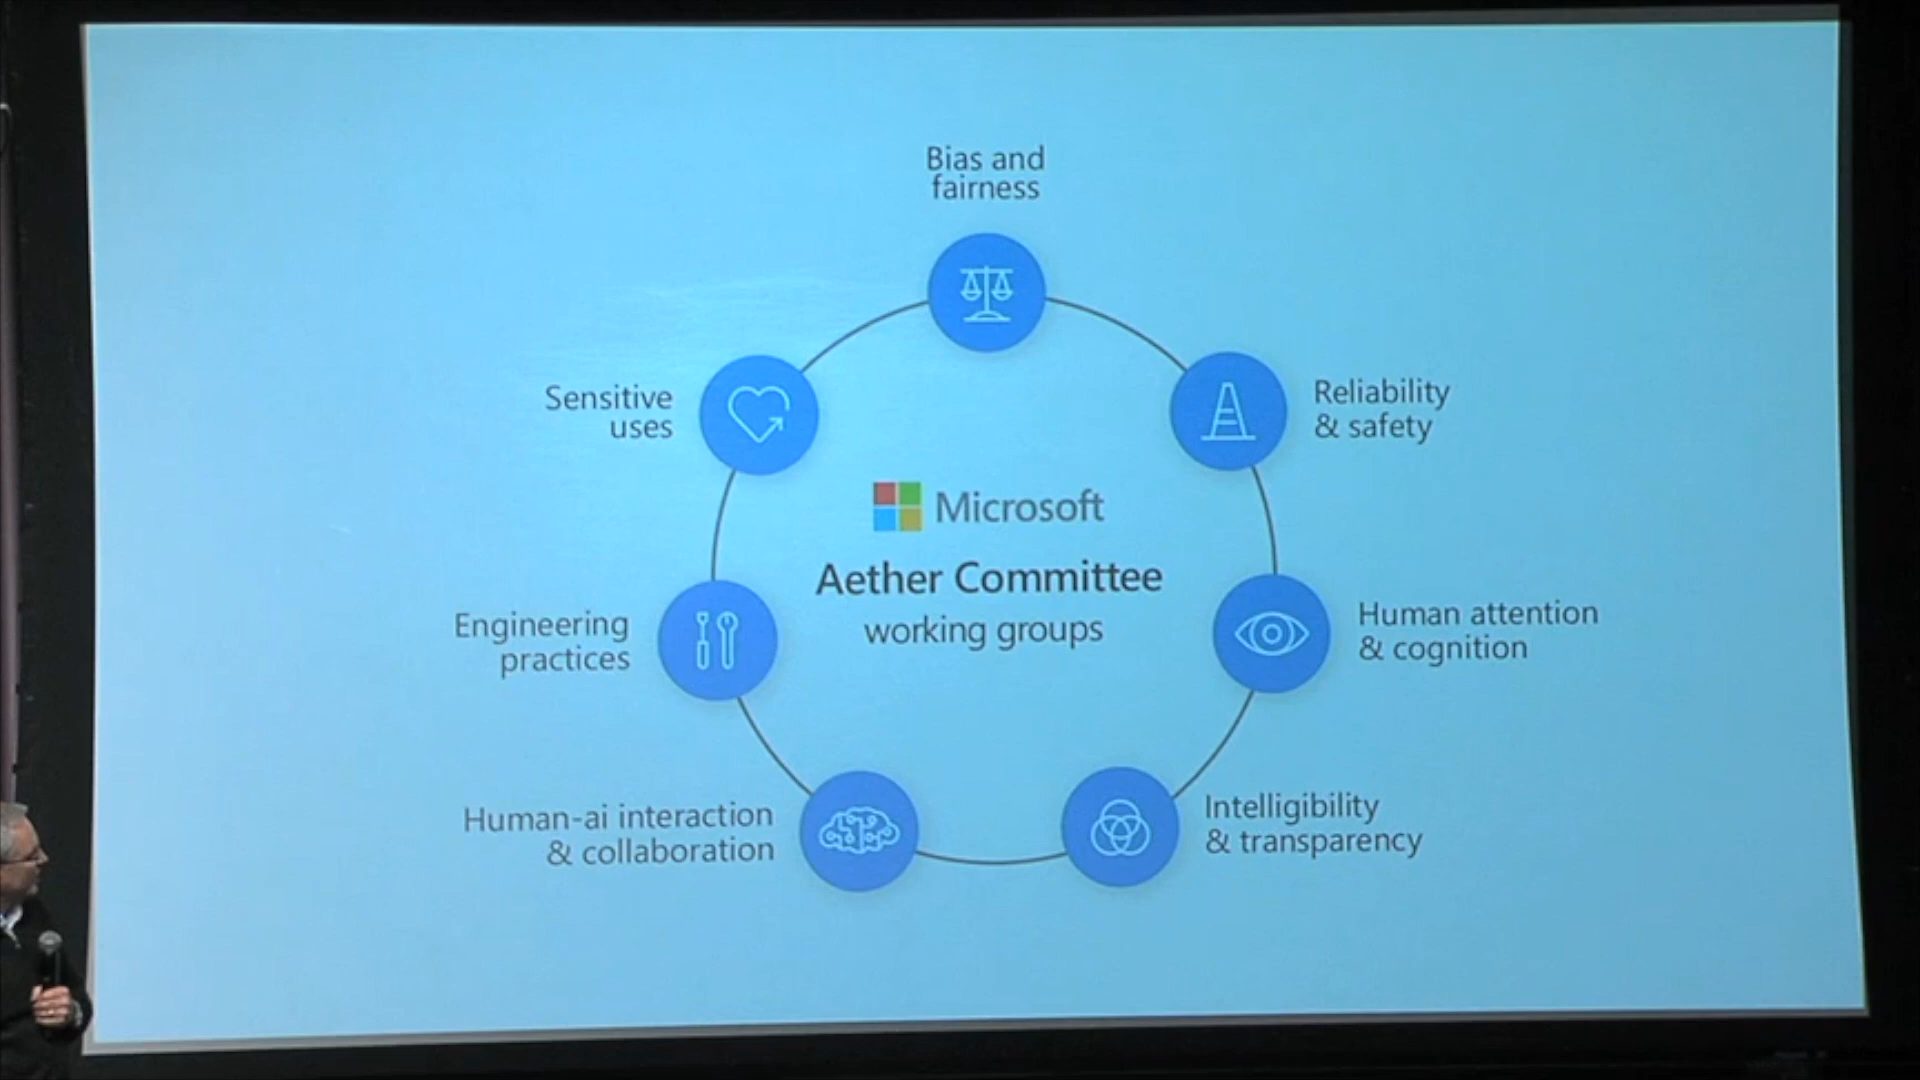 Bias and
fairness
Reliability
& safety
Human attention
& cognition
Intelligibility
& transparency
Human-ai interaction
& collaboration
Engineering
practices
Sensitive
uses
Microsoft
Aether Committee
working groups